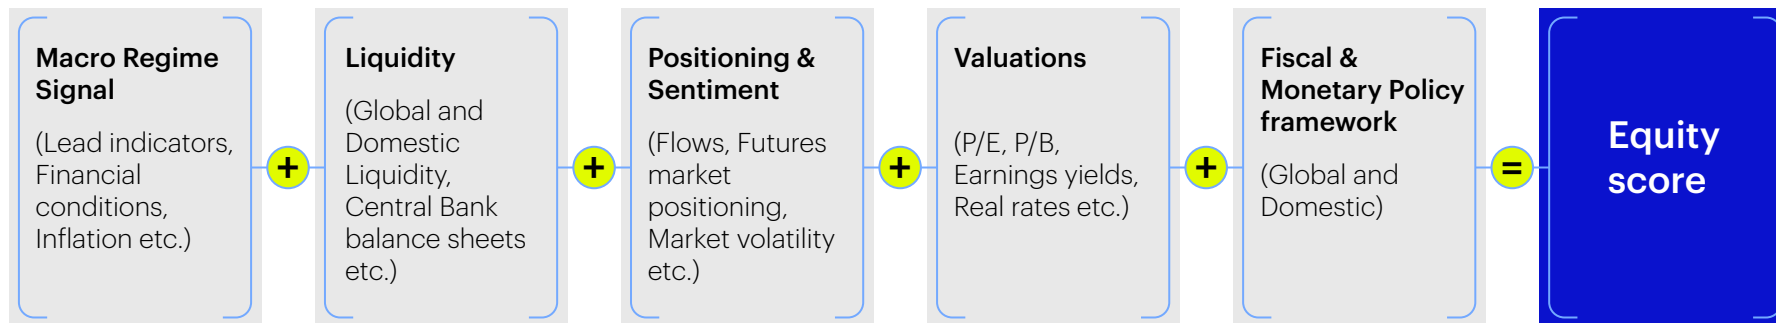 Macro Regime
Signal
(Lead indicators,
Financial
conditions,
Inflation etc.)
+
Liquidity
(Global and
Domestic
Liquidity,
Central Bank
balance sheets
etc.)
+
Positioning &
Sentiment
(Flows, Futures
market
positioning,
Market volatility
etc.)
+
Valuations
(P/E, P/B,
Earnings yields,
Real rates etc.)
+
Fiscal &
Monetary Policy
framework
(Global and
Domestic)
=
Equity
score